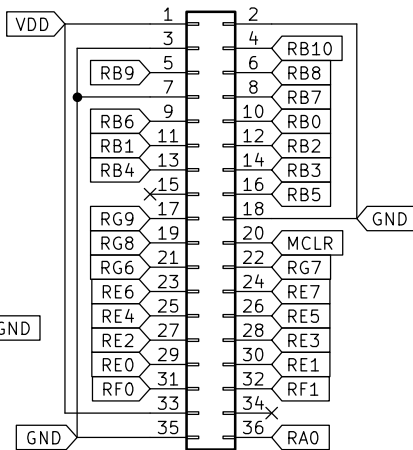 VDD 1 2
3 4 RB10
RB9 5 6 RB8
7 8 RB7
RB6 9 10 RB0
RB1 11 12 RB2
RB4 13 14 RB3
15 16 RB5
RG9 17 18 GND
RG8 19 20 MCLR
RG6 21 22 RG7
RE6 23 24 RE7
RE4 25 26 RE5
GND RE2 27 28 RE3
RE0 29 30 RE1
RF0 31 32 RF1
33 34
GND 35 36 RA0